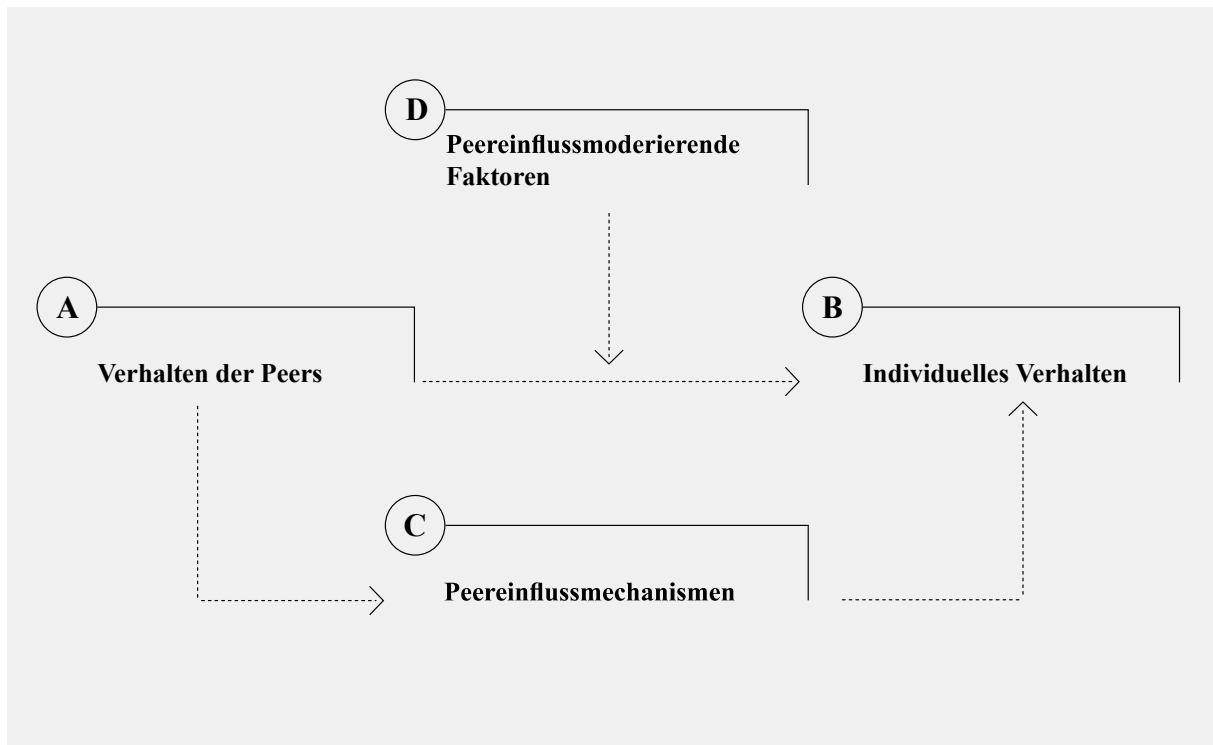 D
Peereinflussmoderierende
Faktoren
A
Verhalten der Peers
B
Individuelles Verhalten
C
Peereinflussmechanismen